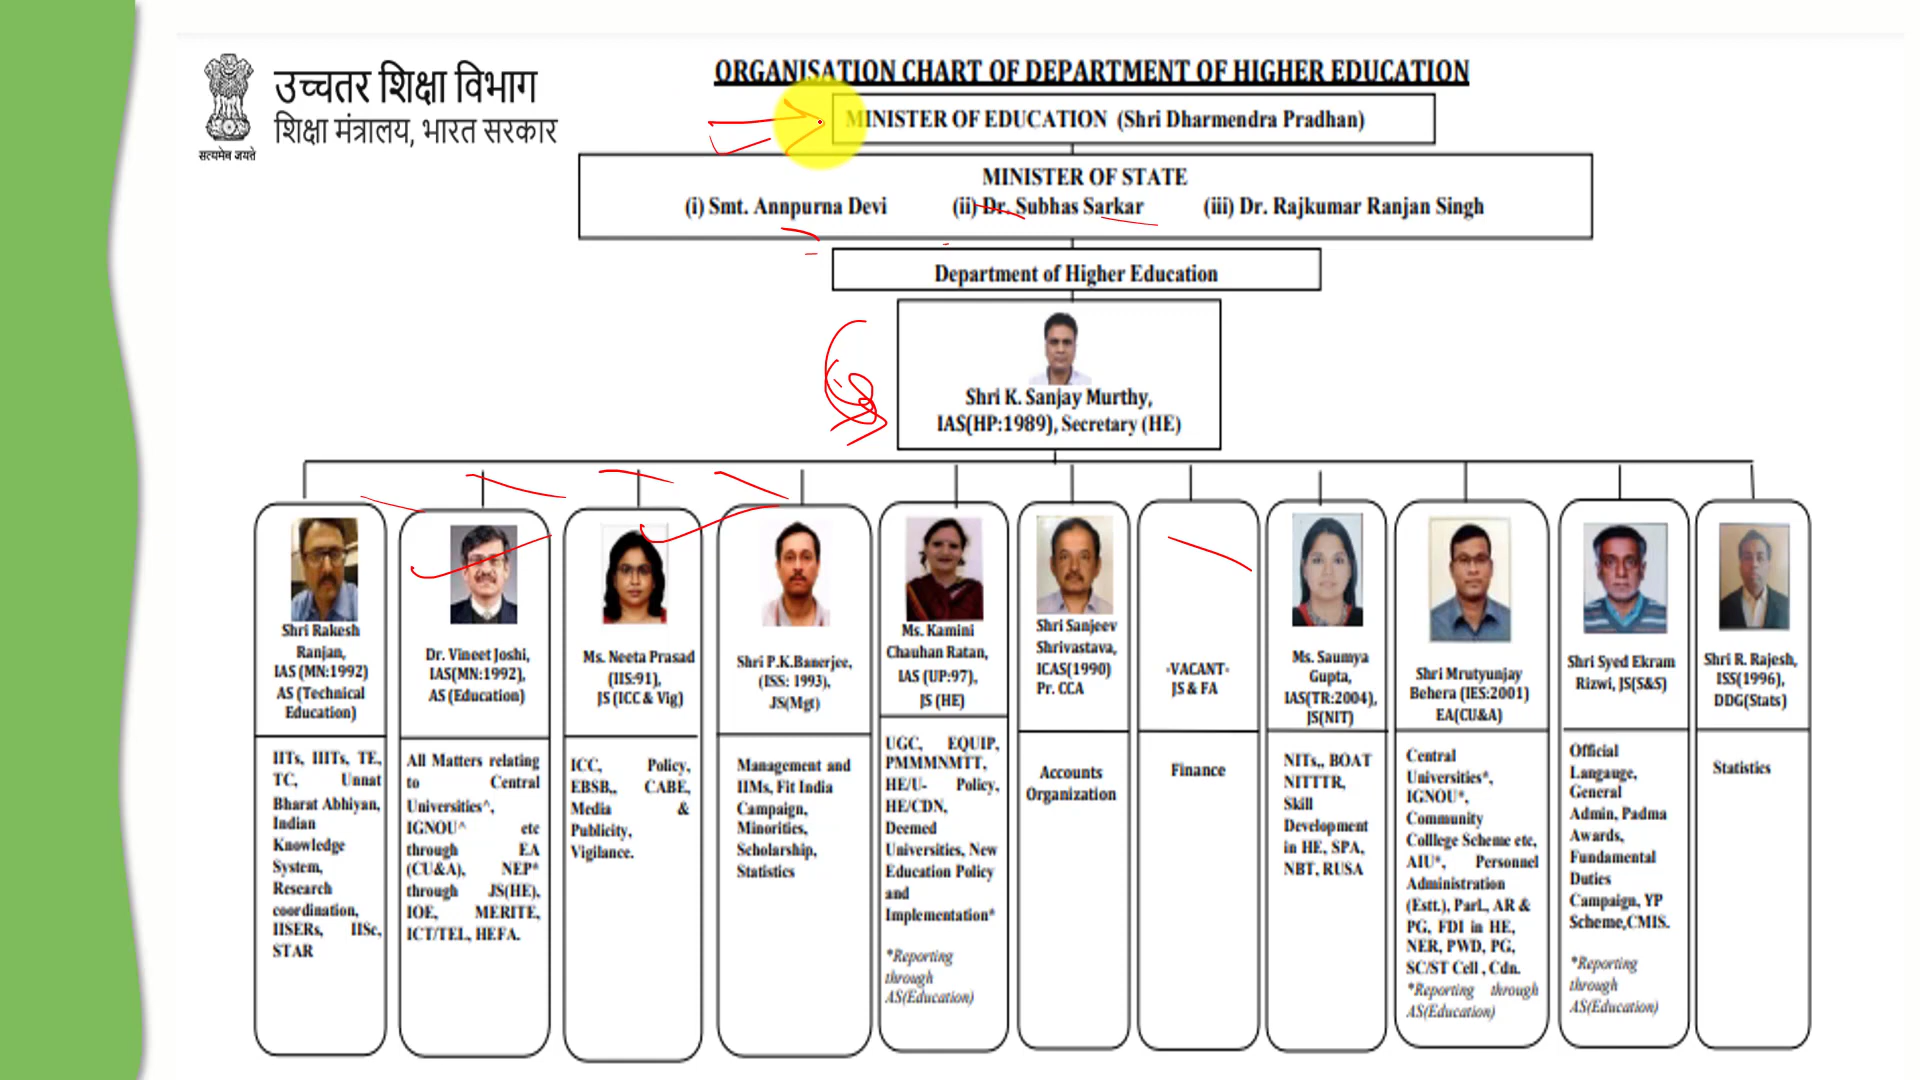 उच्चतर शिक्षा विभाग
शिक्षा मंत्रालय, भारत सरकार
सत्यमेव जयते
ORGANISATION CHART OF DEPARTMENT OF HIGHER EDUCATION
MINISTER OF EDUCATION (Shri Dharmendra Pradhan)
MINISTER OF STATE
(i) Smt. Annpurna Devi (ii) Dr. Subhas Sarkar (iii) Dr. Rajkumar Ranjan Singh
Department of Higher Education
Shri K. Sanjay Murthy,
IAS(HP:1989), Secretary (HE)
Shri Rakesh
Ranjan,
IAS (MN:1992)
AS (Technical
Education)
IITs, IIITs, TE,
TC, Unnat
Bharat Abhiyan,
Indian
Knowledge
System,
Research
coordination,
IISERs, IISc,
STAR
Dr. Vineet Joshi,
IAS(MN:1992),
AS (Education)
All Matters relating
to Central
Universities^,
IGNOU^ etc
through EA
(CU&A), NEP*
through JS(HE),
IOE, MERITE,
ICT/TEL, HEFA.
Ms. Neeta Prasad
(IIS:91),
JS (ICC & Vig)
ICC, Policy,
EBSB,, CABE,
Media &
Publicity,
Vigilance.
Shri P.K.Banerjee,
(ISS: 1993),
JS(Mgt)
Management and
IIMs, Fit India
Campaign,
Minorities,
Scholarship,
Statistics
Ms. Kamini
Chauhan Ratan,
IAS (UP:97),
JS (HE)
UGC, EQUIP,
PMMMNMTT,
HE/U- Policy,
HE/CDN,
Deemed
Universities, New
Education Policy
and
Implementation*
*Reporting
through
AS(Education)
Shri Sanjeev
Shrivastava,
ICAS(1990)
Pr. CCA
Accounts
Organization
-VACANT-
JS & FA
Finance
Ms. Saumya
Gupta,
IAS(TR:2004),
JS(NIT)
NITs,, BOAT
NITTTR,
Skill
Development
in HE, SPA,
NBT, RUSA
Shri Mrutyunjay
Behera (IES:2001)
EA(CU&A)
Central
Universities*,
IGNOU*,
Community
Colllege Scheme etc,
AIU*, Personnel
Administration
(Estt.), Parl., AR &
PG, FDI in HE,
NER, PWD, PG,
SC/ST Cell , Cdn.
*Reporting through
AS(Education)
Shri Syed Ekram
Rizwi, JS(S&S)
Official
Langauge,
General
Admin, Padma
Awards,
Fundamental
Duties
Campaign, YP
Scheme,CMIS.
*Reporting
through
AS(Education)
Shri R. Rajesh,
ISS(1996),
DDG(Stats)
Statistics